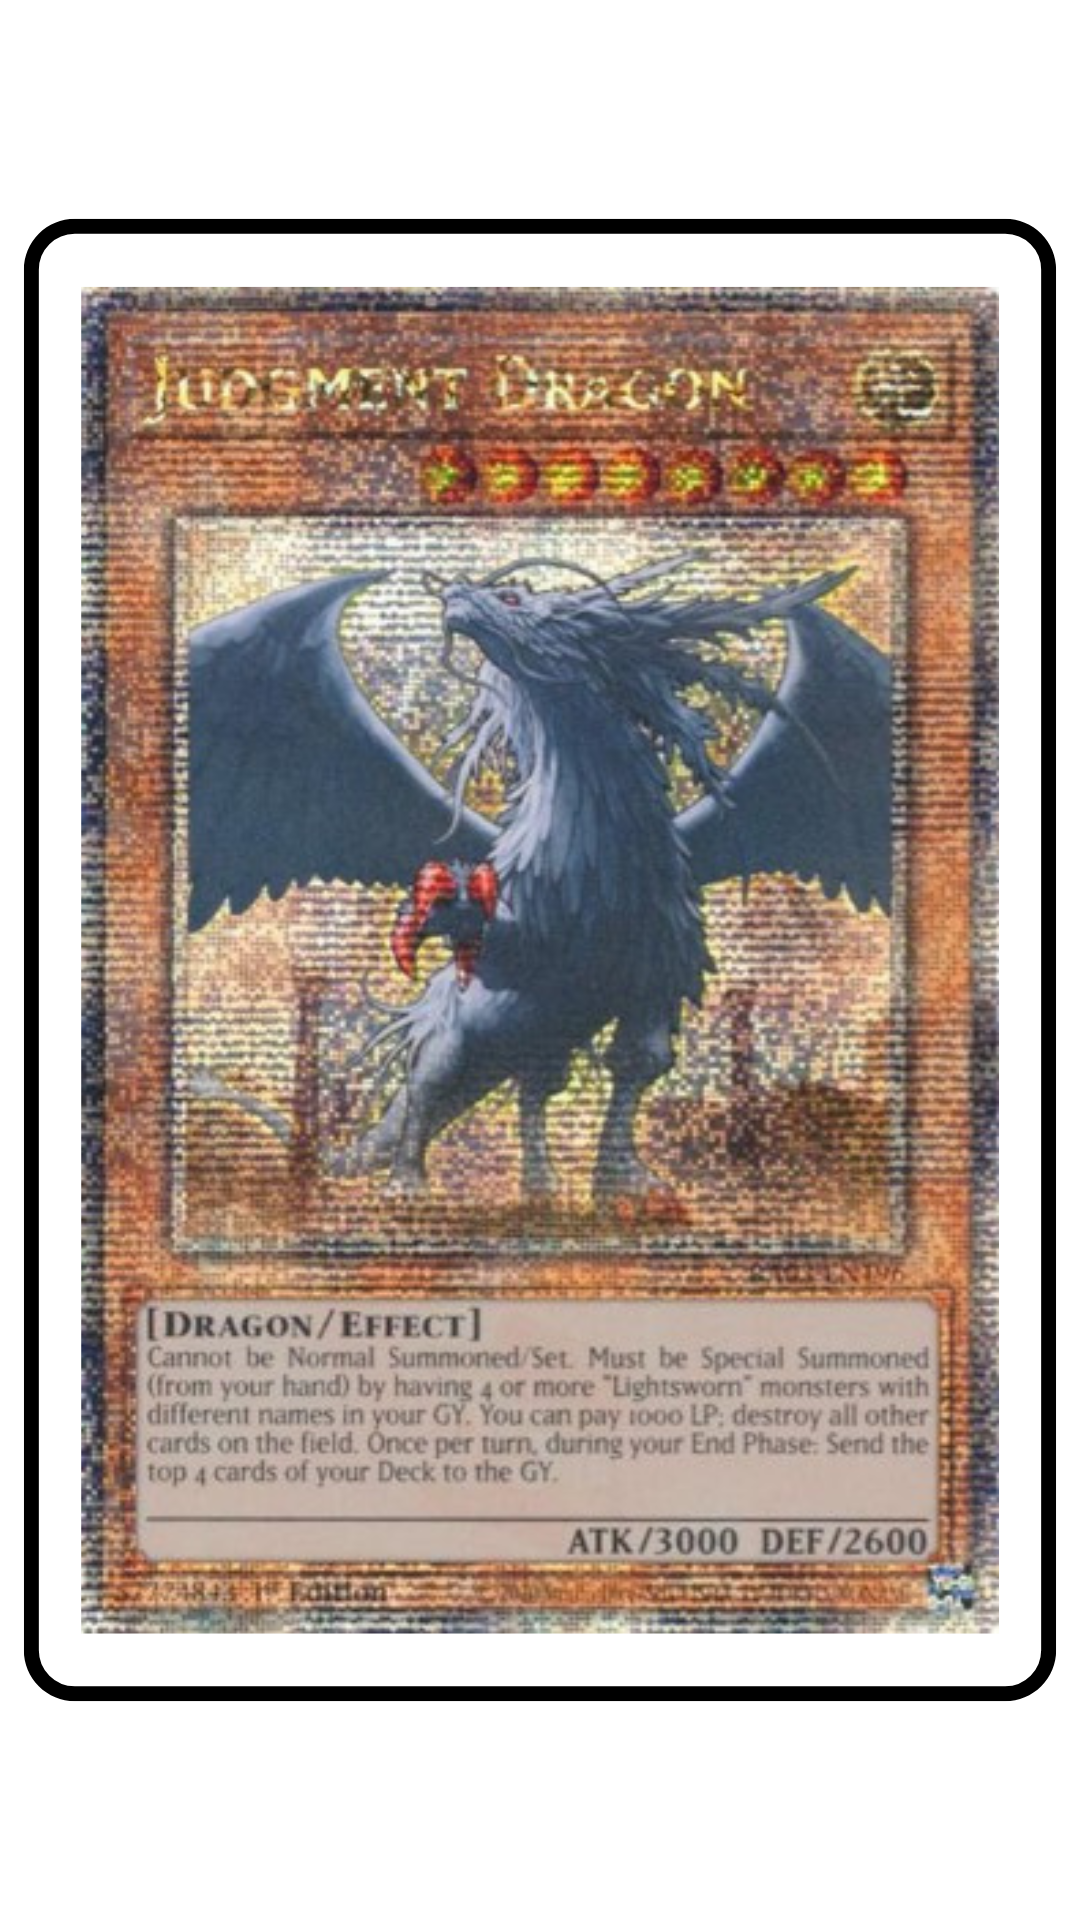 Judgment Dragon
[Dragon/Effect]
Cannot be Normal Summoned/Set. Must be Special Summoned
(from your hand) by having 4 or more "Lightsworn" monsters with
different names in your GY. You can pay 1000 LP; destroy all other
cards on the field. Once per turn, during your End Phase: Send the
top 4 cards of your Deck to the GY.
ATK/3000 DEF/2600
1st Edition